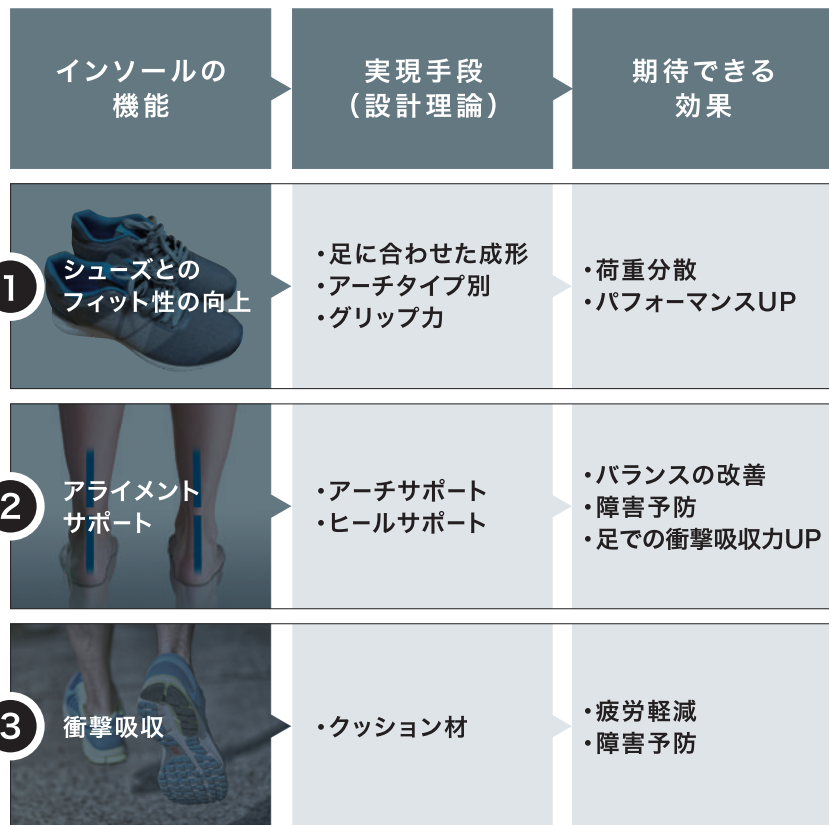 インソールの
機能
実現手段
(設計理論)
期待できる
効果
1
シューズとの
フィット性の向上
・足に合わせた成形
・アーチタイプ別
・グリップ力
・荷重分散
・パフォーマンスUP
2
アライメント
サポート
・アーチサポート
・ヒールサポート
・バランスの改善
・障害予防
・足での衝撃吸収力UP
3
衝撃吸収
・クッション材
・疲労軽減
・障害予防